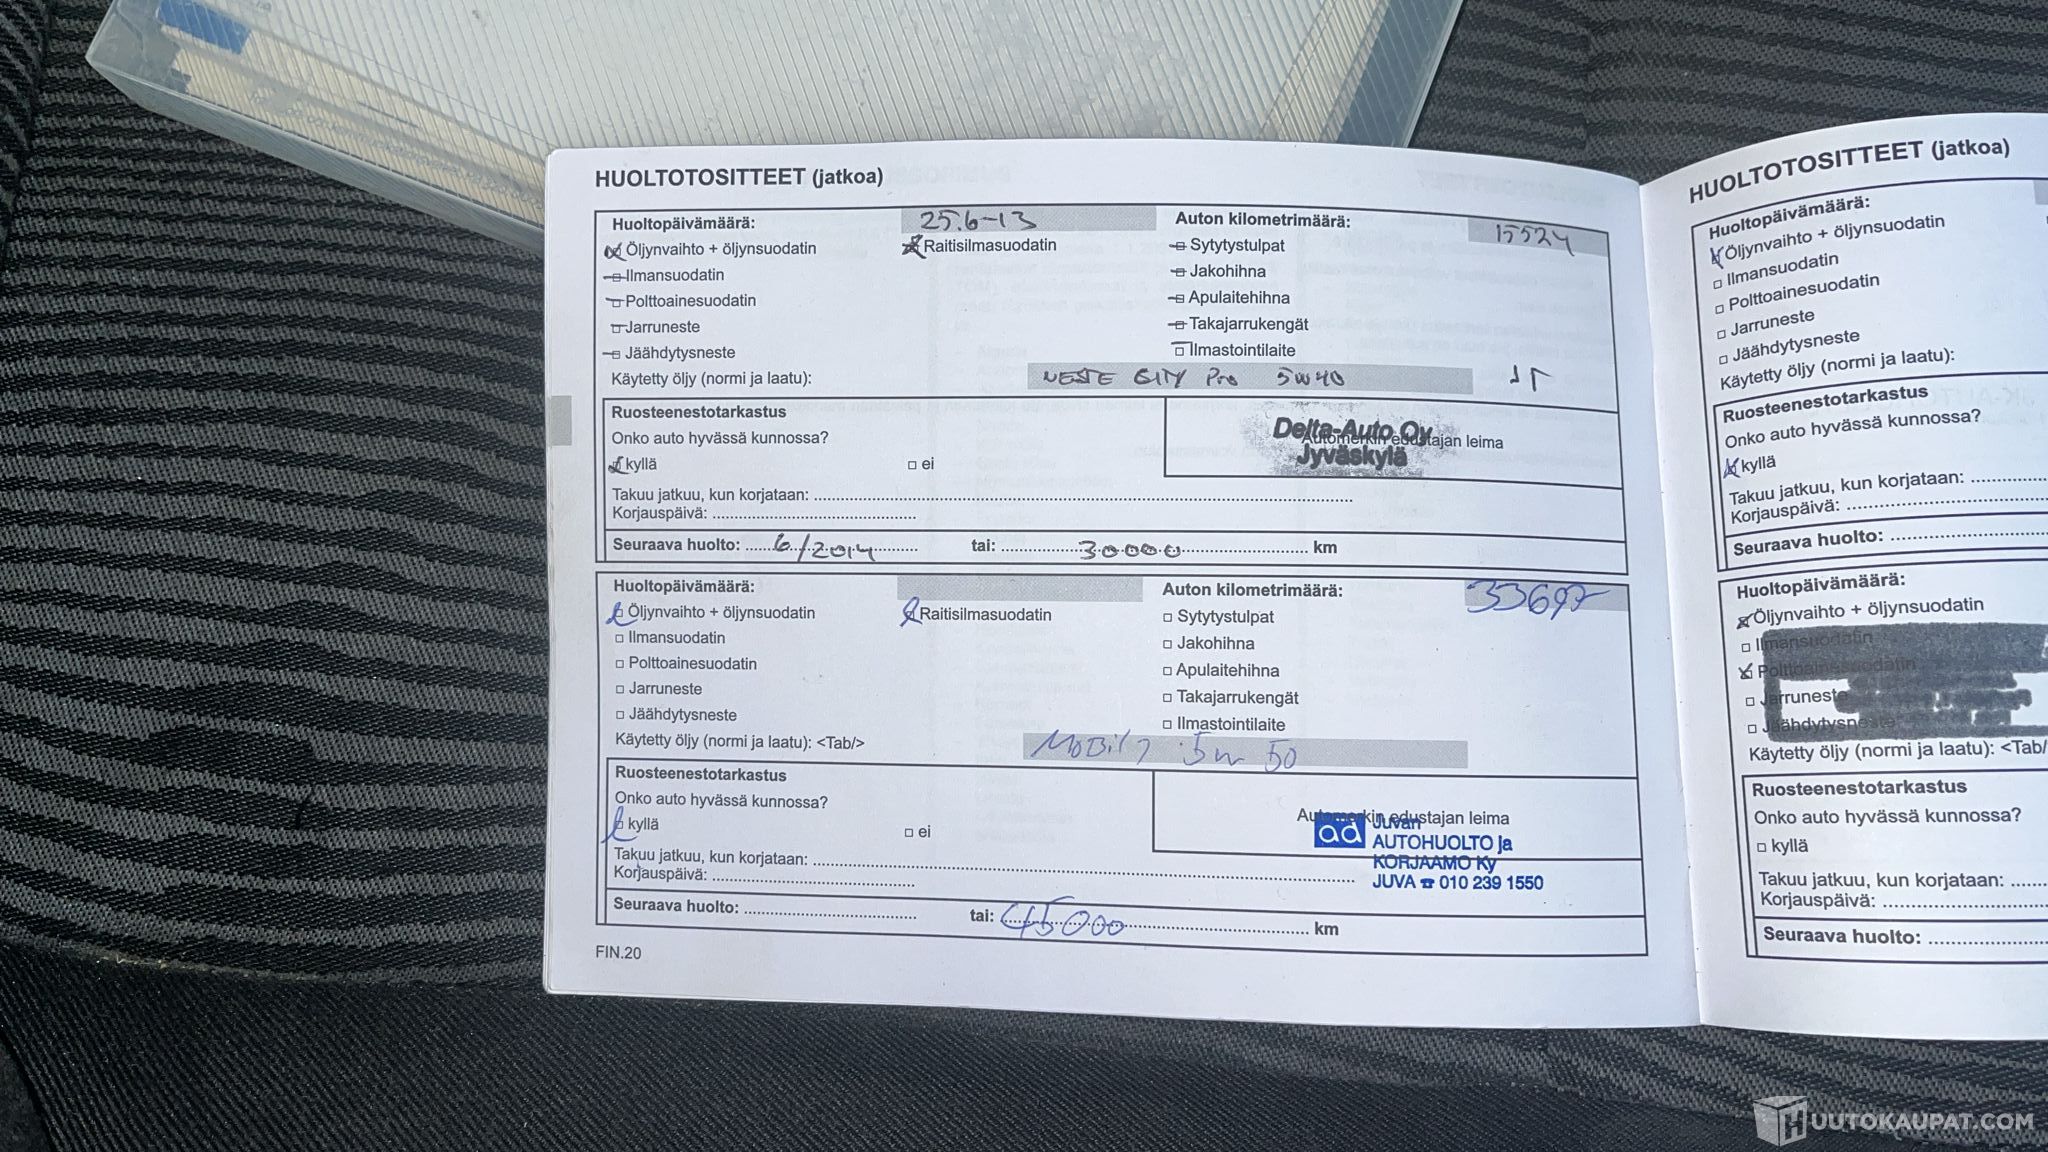 HUOLTOTOSITTEET (jatkoa)
Huoltopäivämäärä: 25.6-13 Auton kilometrimäärä: 15524
Öljynvaihto + öljynsuodatin Raitisilmasuodatin Sytytystulpat
Ilmansuodatin Jakohihna
Polttoainesuodatin Apulaitehihna
Jarruneste Takajarrukengät
Jäähdytysneste Ilmastointilaite
Käytetty öljy (normi ja laatu): NESTE CITY Pro 5W40
Ruosteenestotarkastus
Onko auto hyvässä kunnossa? Automerkin edustajan leima
Delta-Auto Oy
Jyväskylä
kyllä ei
Takuu jatkuu, kun korjataan:
Korjauspäivä:
Seuraava huolto: 6/2014 tai: 30000 km
Huoltopäivämäärä: Auton kilometrimäärä: 33697
Öljynvaihto + öljynsuodatin Raitisilmasuodatin Sytytystulpat
Ilmansuodatin Jakohihna
Polttoainesuodatin Apulaitehihna
Jarruneste Takajarrukengät
Jäähdytysneste Ilmastointilaite
Käytetty öljy (normi ja laatu): <Tab/> MOBIL 5W 50
Ruosteenestotarkastus
Onko auto hyvässä kunnossa? Automerkin edustajan leima
kyllä ei
ad Juvan
AUTOHUOLTO ja
KORJAAMO Ky
JUVA ☎ 010 239 1550
Takuu jatkuu, kun korjataan:
Korjauspäivä:
Seuraava huolto: tai: 45000 km
FIN.20
HUOLTOTOSITTEET (jatkoa)
Huoltopäivämäärä:
Öljynvaihto + öljynsuodatin
Ilmansuodatin
Polttoainesuodatin
Jarruneste
Jäähdytysneste
Käytetty öljy (normi ja laatu):
Ruosteenestotarkastus
Onko auto hyvässä kunnossa?
kyllä
Takuu jatkuu, kun korjataan:
Korjauspäivä:
Seuraava huolto:
Huoltopäivämäärä:
Öljynvaihto + öljynsuodatin
Ilmansuodatin
Polttoainesuodatin
Jarruneste
Jäähdytysneste
Käytetty öljy (normi ja laatu): <Tab/
Ruosteenestotarkastus
Onko auto hyvässä kunnossa?
kyllä
Takuu jatkuu, kun korjataan:
Korjauspäivä:
Seuraava huolto:
HUUTOKAUPAT.COM